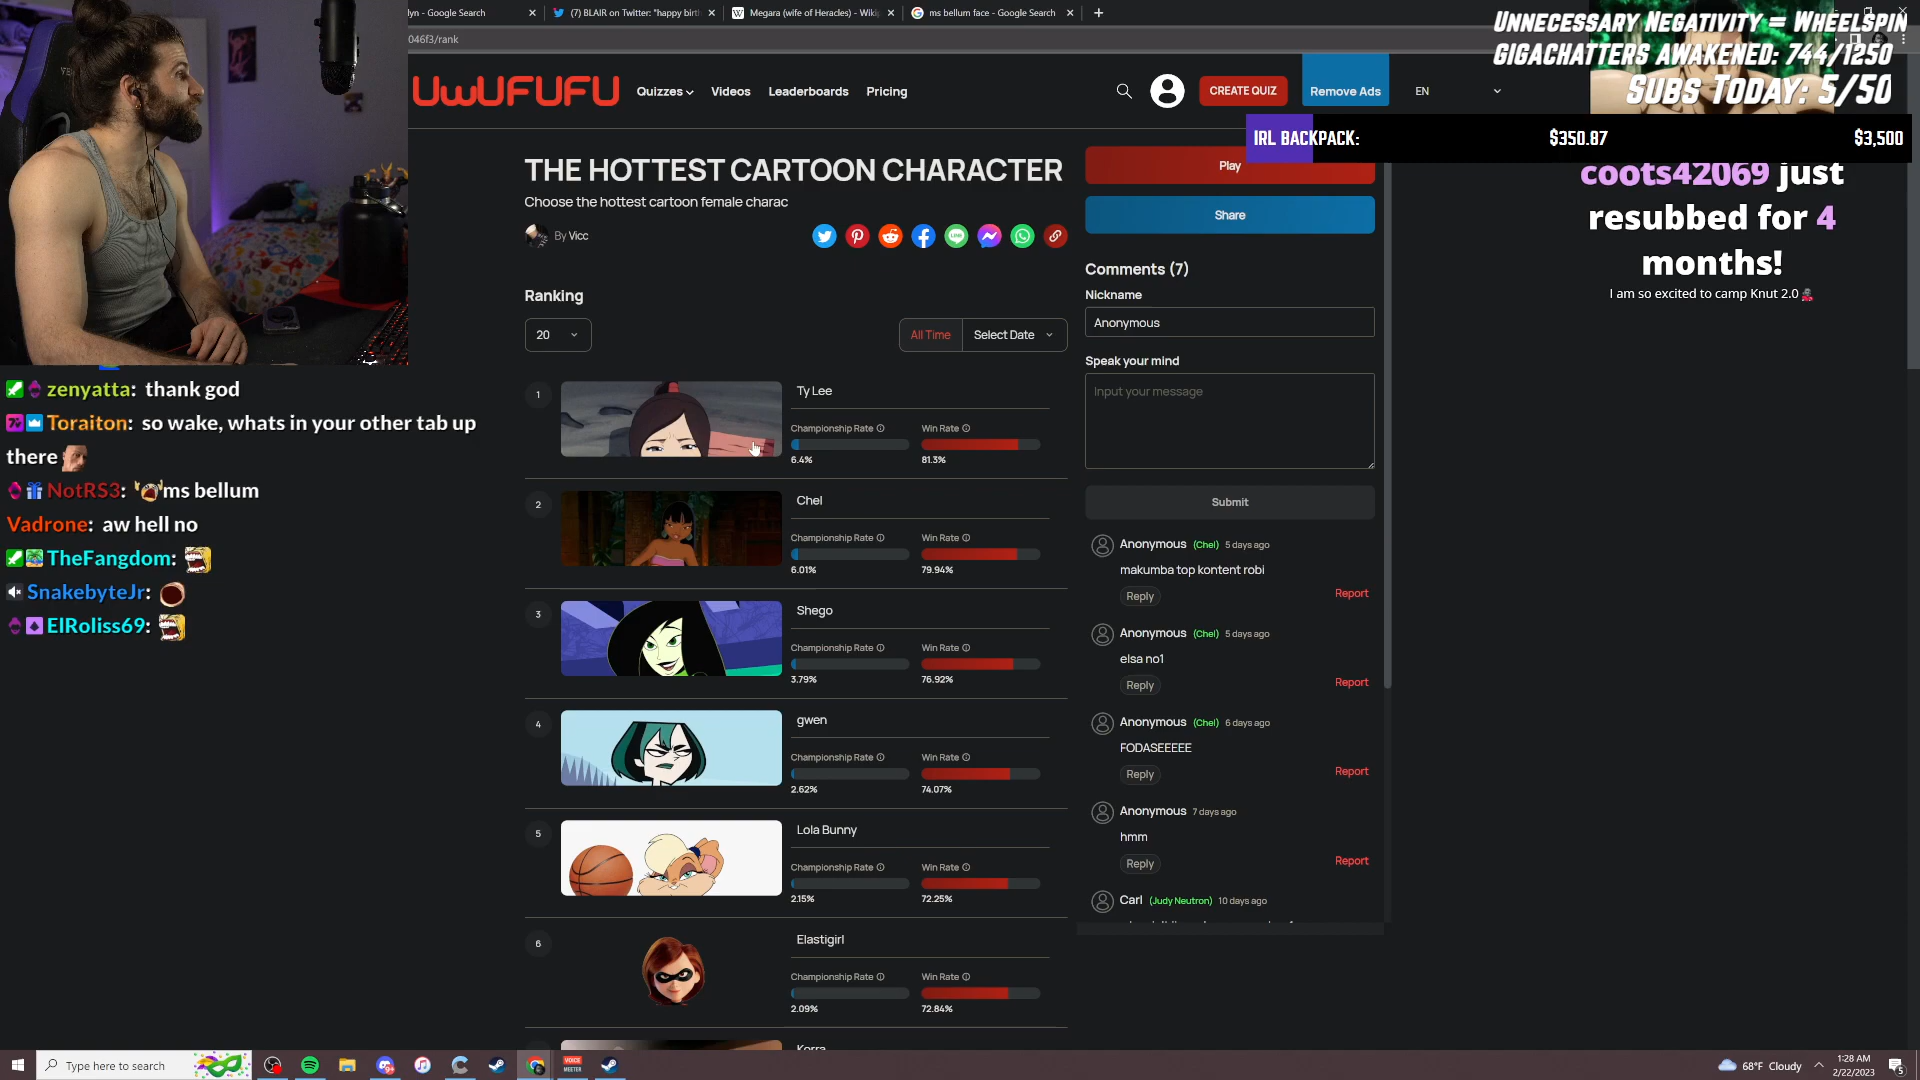 lyn - Google Search
(7) BLAIR on Twitter: "happy birt
Megara (wife of Heracles) - Wiki
ms bellum face - Google Search
046f3/rank
UNNECESSARY NEGATIVITY = WHEELSPIN
GIGACHATTERS AWAKENED: 744/1250
SUBS TODAY: 5/50
UWUFUFU
Quizzes
Videos
Leaderboards
Pricing
CREATE QUIZ
Remove Ads
EN
IRL BACKPACK:
$350.87
$3,500
coots42069 just
resubbed for 4
months!
I am so excited to camp Knut 2.0
THE HOTTEST CARTOON CHARACTER
Choose the hottest cartoon female charac
By Vicc
Ranking
20
All Time
Select Date
1
Ty Lee
Championship Rate
Win Rate
6.4%
81.3%
2
Chel
Championship Rate
Win Rate
6.01%
79.94%
3
Shego
Championship Rate
Win Rate
3.79%
76.92%
4
gwen
Championship Rate
Win Rate
2.62%
74.07%
5
Lola Bunny
Championship Rate
Win Rate
2.15%
72.25%
6
Elastigirl
Championship Rate
Win Rate
2.09%
72.84%
Korra
Play
Share
Comments (7)
Nickname
Anonymous
Speak your mind
Input your message
Submit
Anonymous (Chel) 5 days ago
makumba top kontent robi
Reply
Report
Anonymous (Chel) 5 days ago
elsa no1
Reply
Report
Anonymous (Chel) 6 days ago
FODASEEEEE
Reply
Report
Anonymous 7 days ago
hmm
Reply
Report
Carl (Judy Neutron) 10 days ago
zenyatta: thank god
Toraiton: so wake, whats in your other tab up
there
NotRS3: ms bellum
Vadrone: aw hell no
TheFangdom:
SnakebyteJr:
ElRoliss69:
Type here to search
VOICE
MEETER
68°F Cloudy
1:28 AM
2/22/2023
5